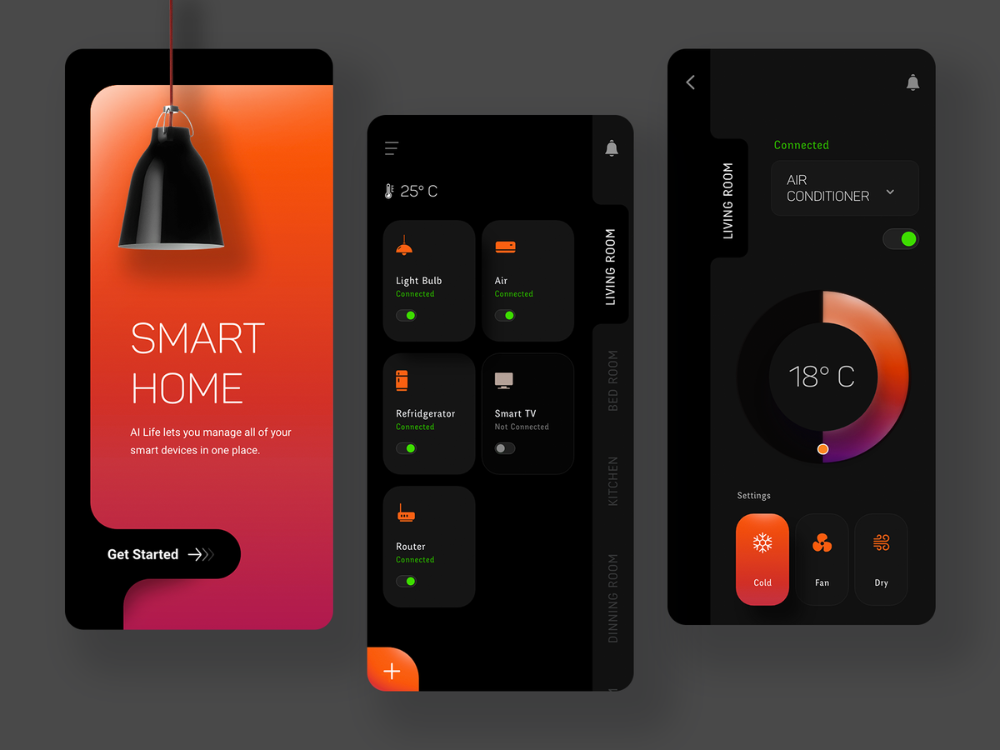 SMART
HOME
AI Life lets you manage all of your
smart devices in one place.
Get Started
25° C
Light Bulb
Connected
Air
Connected
Refridgerator
Connected
Smart TV
Not Connected
Router
Connected
LIVING ROOM
BED ROOM
KITCHEN
DINNING ROOM
LIVING ROOM
Connected
AIR
CONDITIONER
18° C
Settings
Cold
Fan
Dry